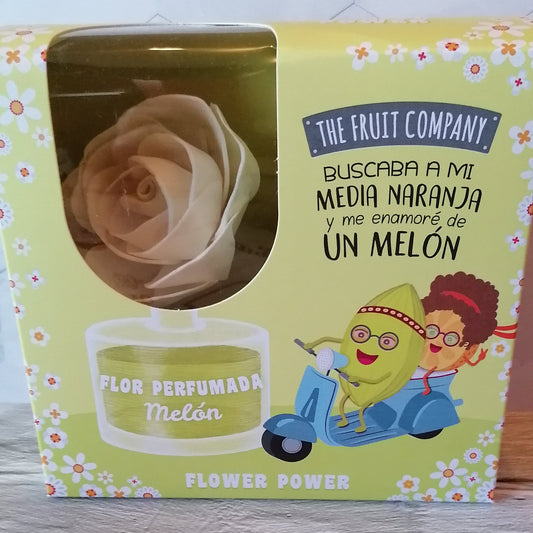 THE FRUIT COMPANY
BUSCABA A MI
MEDIA NARANJA
y me enamoré de
UN MELÓN
FLOR PERFUMADA
Melón
FLOWER POWER